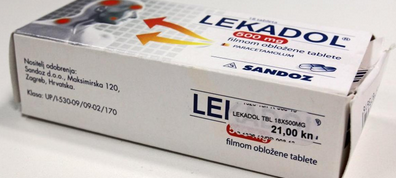 LEKADOL®
500 mg
filmom obložene tablete
PARACETAMOLUM
SANDOZ
Nositelj odobrenja:
Sandoz d.o.o., Maksimirska 120,
Zagreb, Hrvatska.
Klasa: UP/I-530-09/09-02/170
LEI
LEKADOL TBL 18X500MG
21,00 kn
filmom obložene tablete